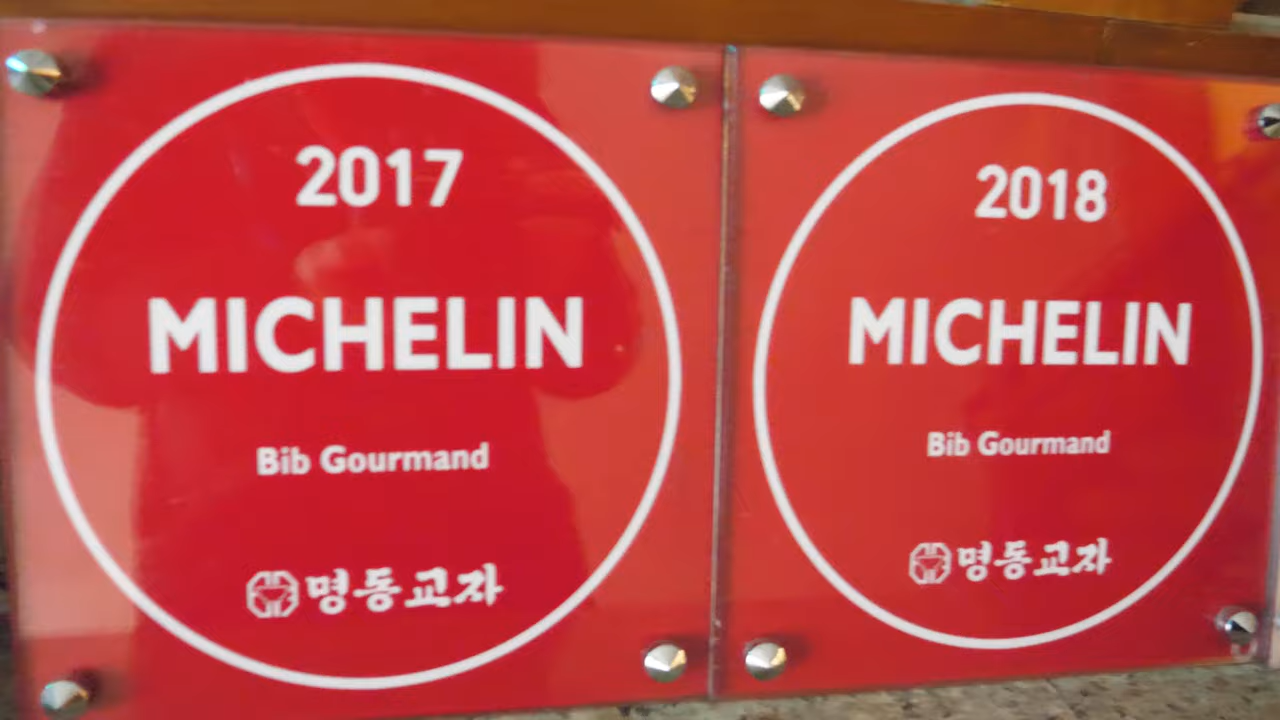 2017
MICHELIN
Bib Gourmand
명동교자
2018
MICHELIN
Bib Gourmand
명동교자